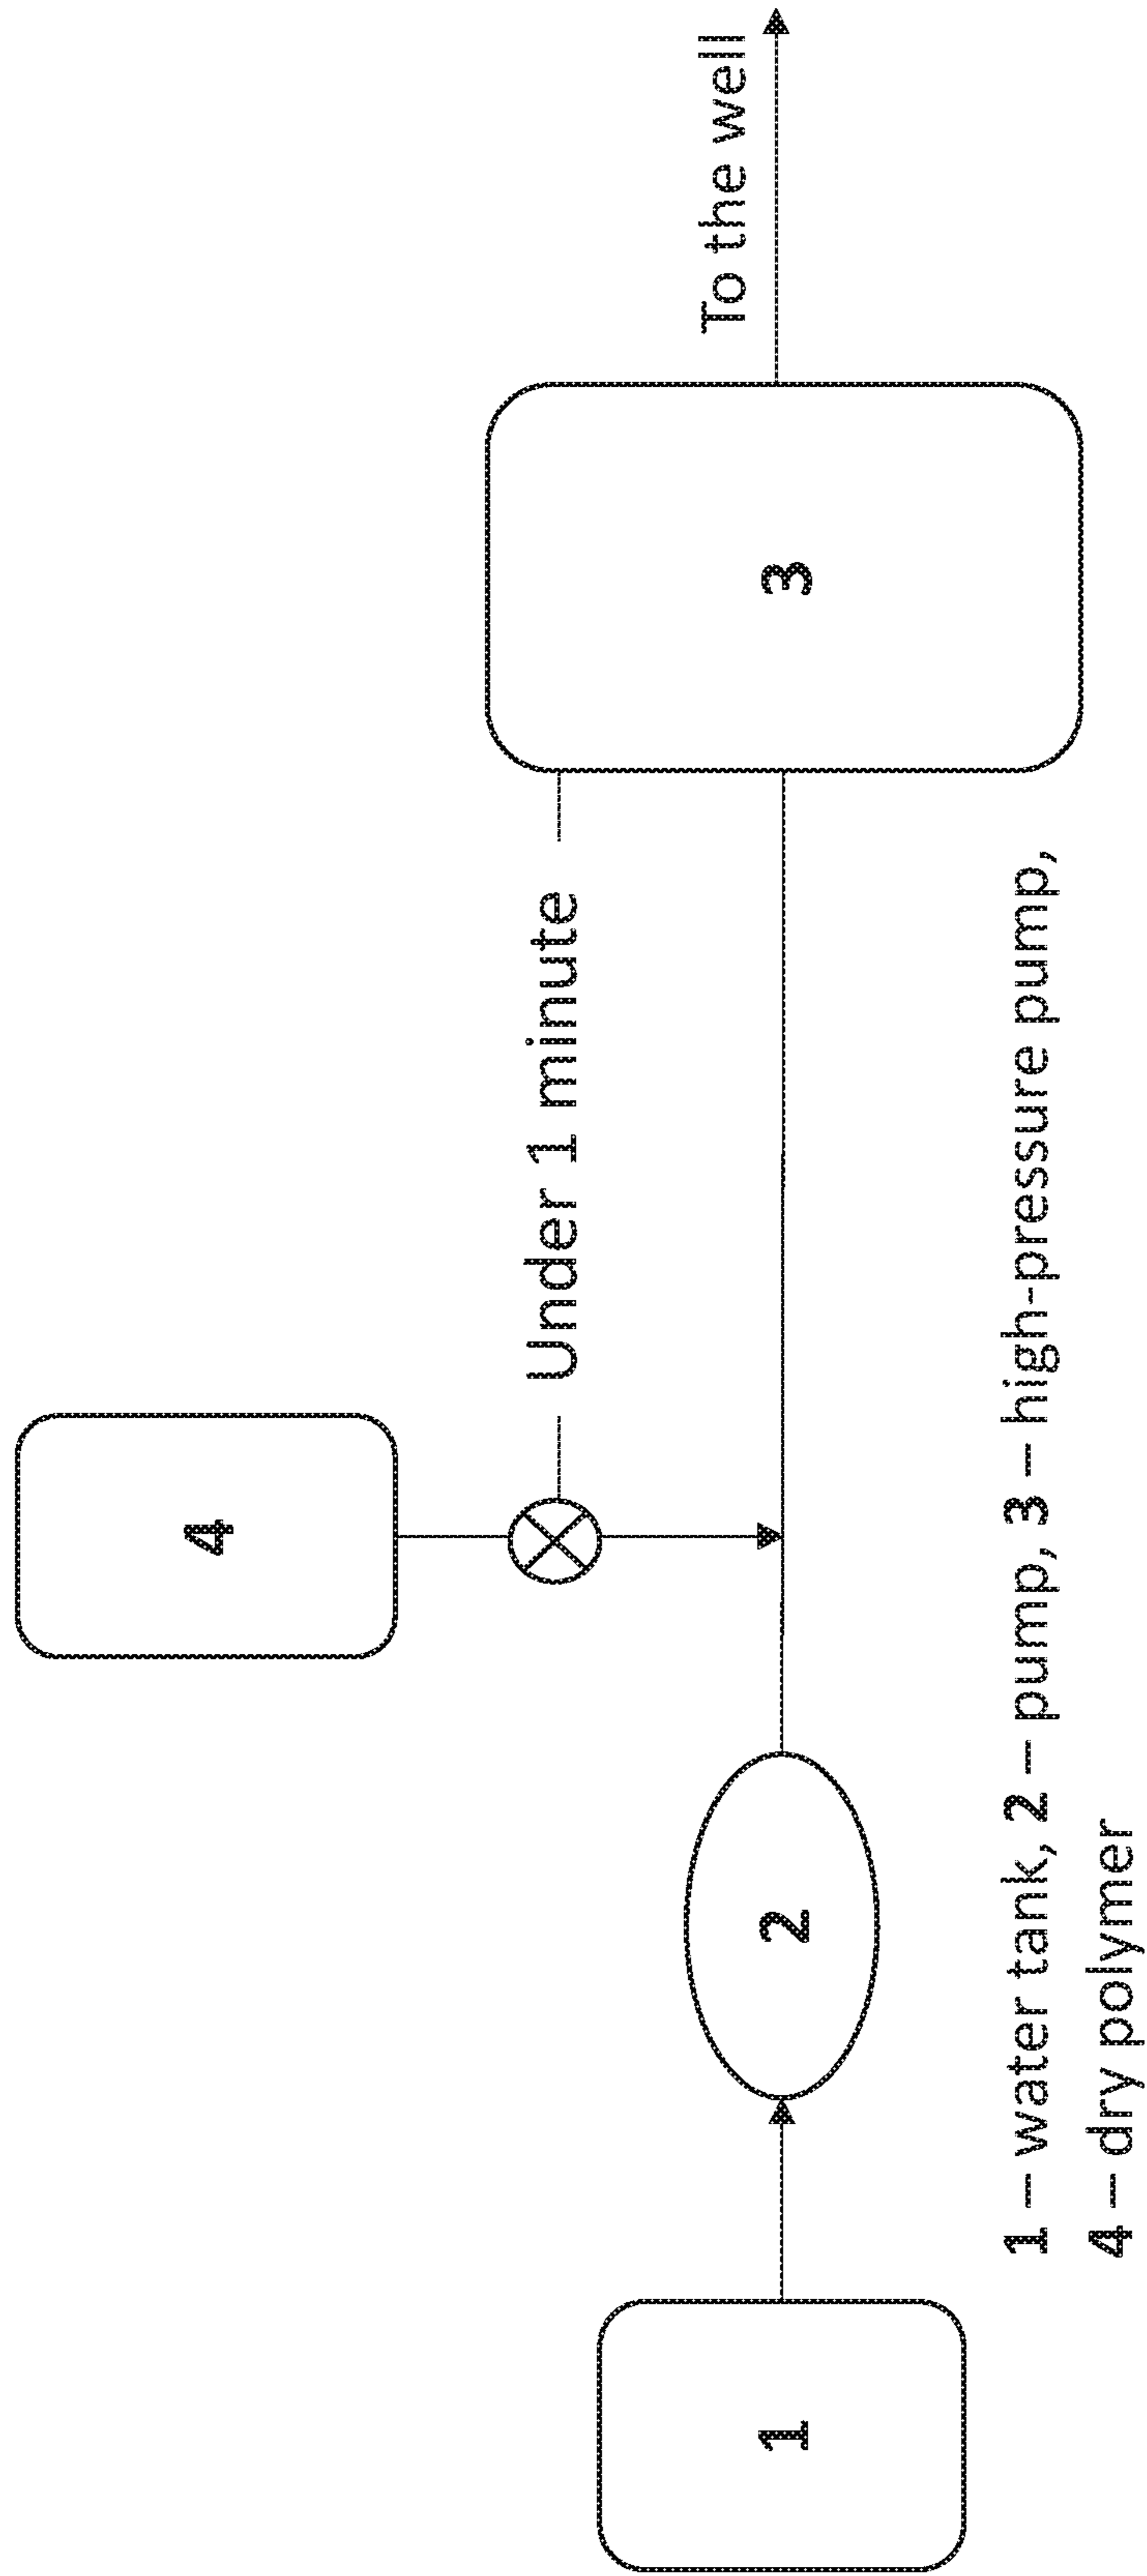 4
Under 1 minute
To the well
1
2
3
1 – water tank, 2 – pump, 3 – high-pressure pump,
4 – dry polymer